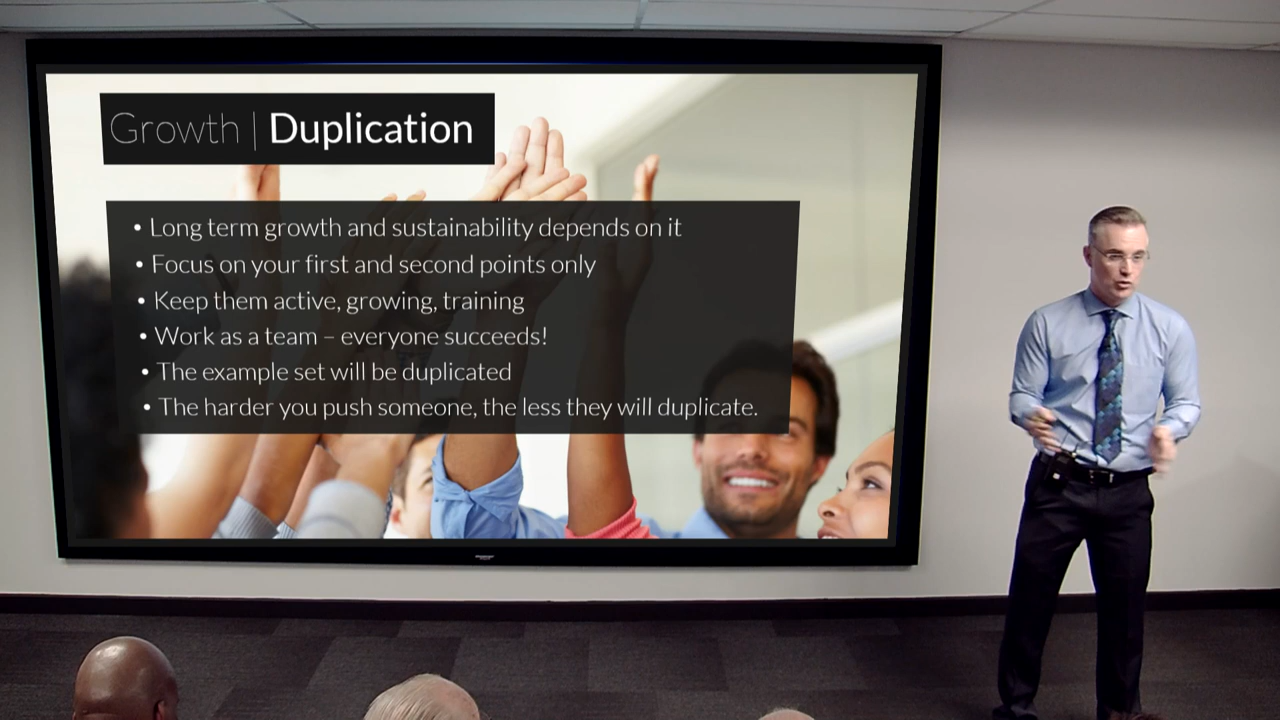 Growth | Duplication
• Long term growth and sustainability depends on it
• Focus on your first and second points only
• Keep them active, growing, training
• Work as a team – everyone succeeds!
• The example set will be duplicated
• The harder you push someone, the less they will duplicate.